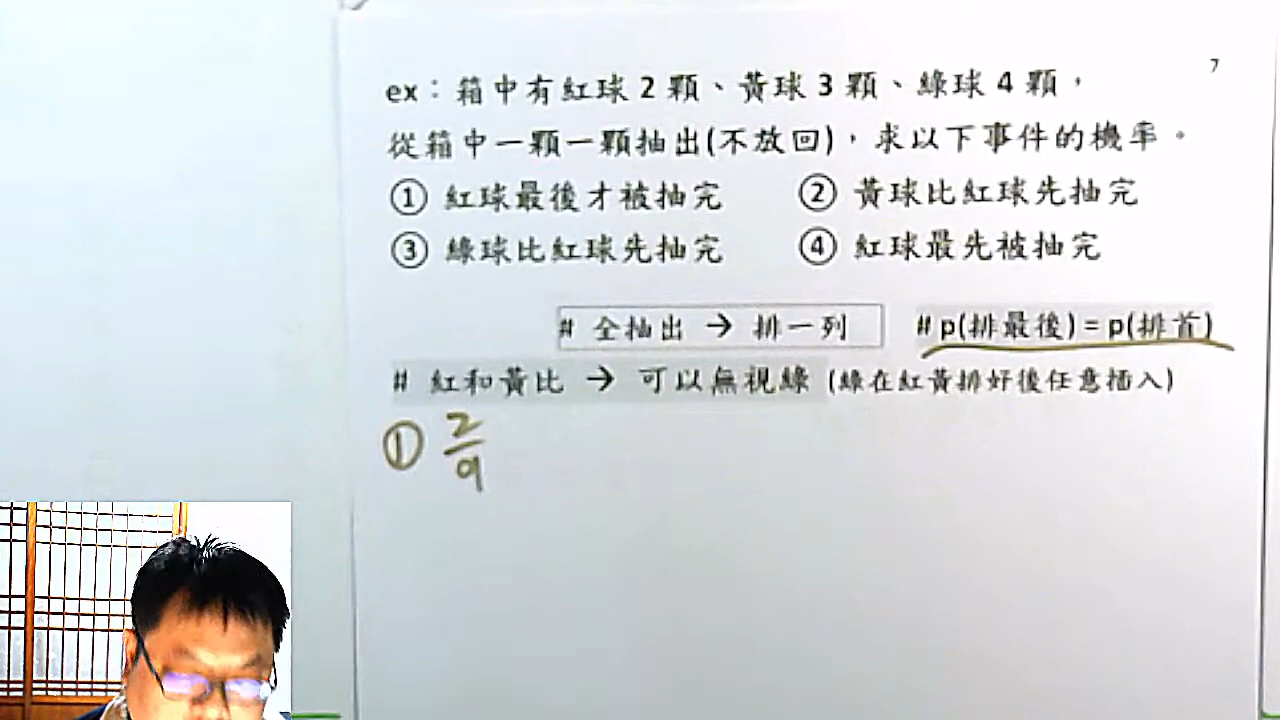 7
ex：箱中有紅球 2 顆、黃球 3 顆、綠球 4 顆，
從箱中一顆一顆抽出(不放回)，求以下事件的機率。
① 紅球最後才被抽完 ② 黃球比紅球先抽完
③ 綠球比紅球先抽完 ④ 紅球最先被抽完
# 全抽出 → 排一列 # p(排最後) = p(排首)
# 紅和黃比 → 可以無視綠 (綠在紅黃排好後任意插入)
① 2/9